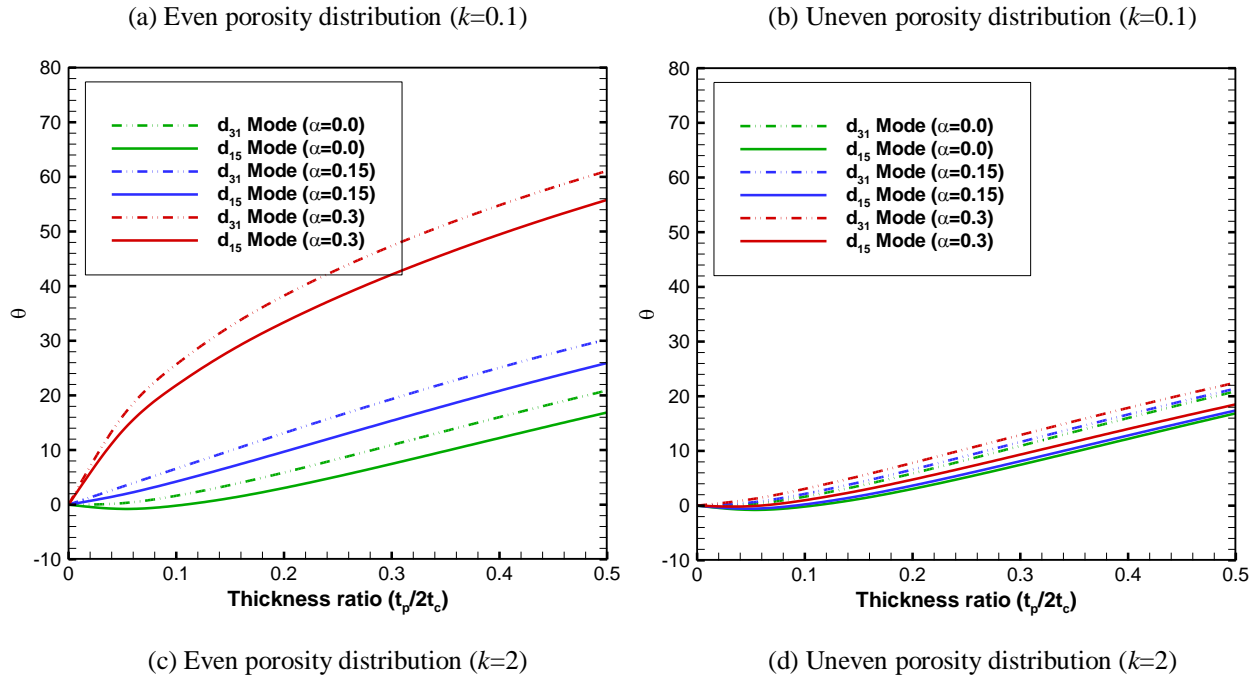 (a) Even porosity distribution (k=0.1)
(b) Uneven porosity distribution (k=0.1)
80
70
60
50
40
30
20
10
0
-10
θ
d31 Mode (α=0.0)
d15 Mode (α=0.0)
d31 Mode (α=0.15)
d15 Mode (α=0.15)
d31 Mode (α=0.3)
d15 Mode (α=0.3)
0 0.1 0.2 0.3 0.4 0.5
Thickness ratio (tp/2tc)
80
70
60
50
40
30
20
10
0
-10
θ
d31 Mode (α=0.0)
d15 Mode (α=0.0)
d31 Mode (α=0.15)
d15 Mode (α=0.15)
d31 Mode (α=0.3)
d15 Mode (α=0.3)
0 0.1 0.2 0.3 0.4 0.5
Thickness ratio (tp/2tc)
(c) Even porosity distribution (k=2)
(d) Uneven porosity distribution (k=2)